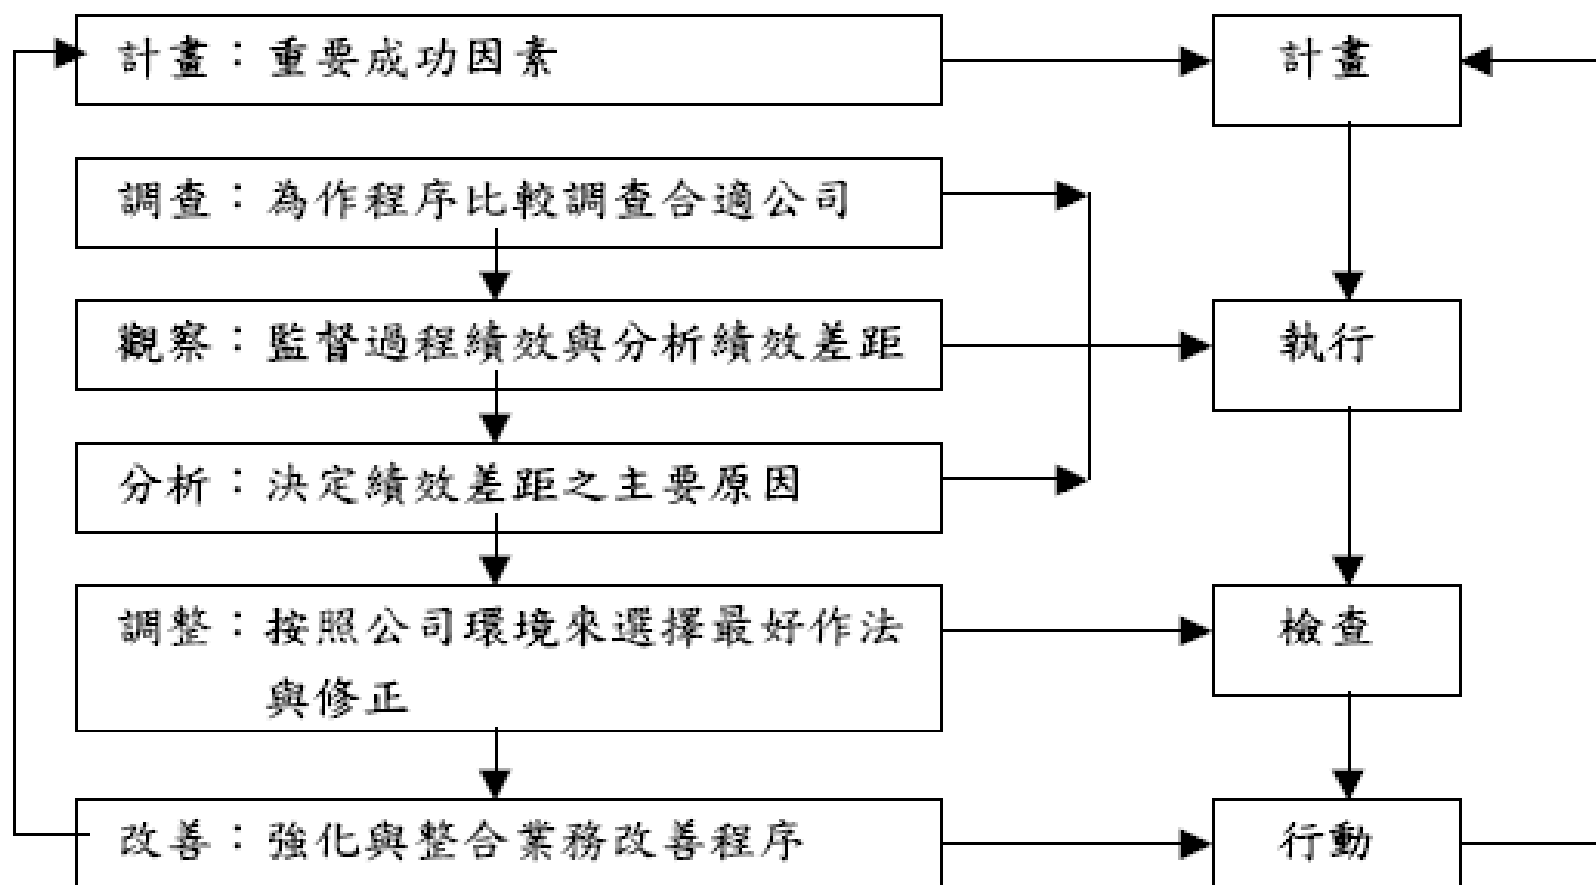 計畫：重要成功因素
計畫
調查：為作程序比較調查合適公司
觀察：監督過程績效與分析績效差距
執行
分析：決定績效差距之主要原因
調整：按照公司環境來選擇最好作法
與修正
檢查
改善：強化與整合業務改善程序
行動